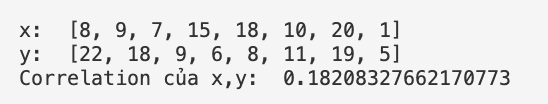 x:  [8, 9, 7, 15, 18, 10, 20, 1]
y:  [22, 18, 9, 6, 8, 11, 19, 5]
Correlation của x,y:  0.18208327662170773